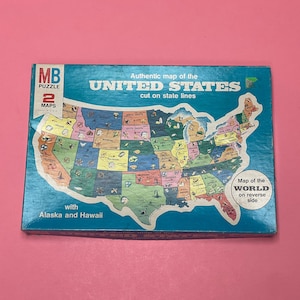 MB
PUZZLE
2
MAPS
Authentic map of the
UNITED STATES
cut on state lines
with
Alaska and Hawaii
Map of the
WORLD
on reverse
side